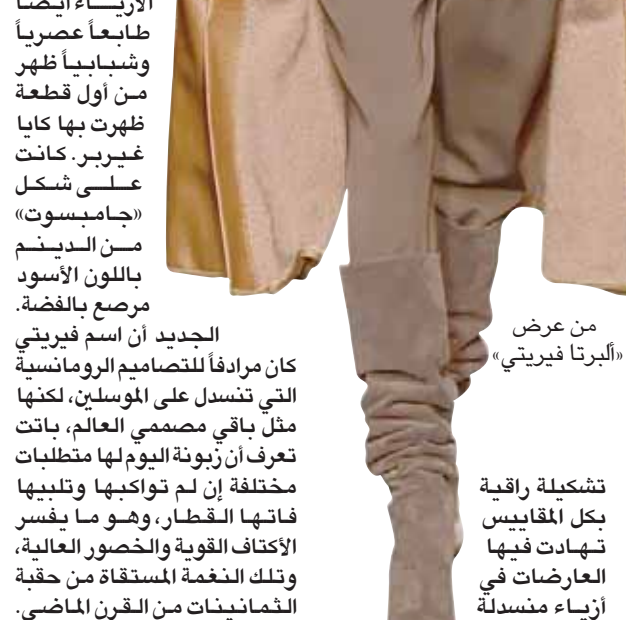 من عرض
«ألبرتا فيريتي»
تشكيلة راقية
بكل المقاييس
تهادت فيها
العارضات في
أزياء منسدلة
الأزياء أيضاً
طابعاً عصرياً
وشبابياً ظهر
من أول قطعة
ظهرت بها كايا
غيربر. كانت
على شكل
«جامبسوت»
من الدينم
باللون الأسود
مرصع بالفضة.
الجديد أن اسم فيريتي
كان مرادفاً للتصاميم الرومانسية
التي تنسدل على الموسلين، لكنها
مثل باقي مصممي العالم، باتت
تعرف أن زبونة اليوم لها متطلبات
مختلفة إن لم تواكبها وتلبيها
فاتها القطار، وهو ما يفسر
الأكتاف القوية والخصور العالية،
وتلك النغمة المستقاة من حقبة
الثمانينات من القرن الماضي.